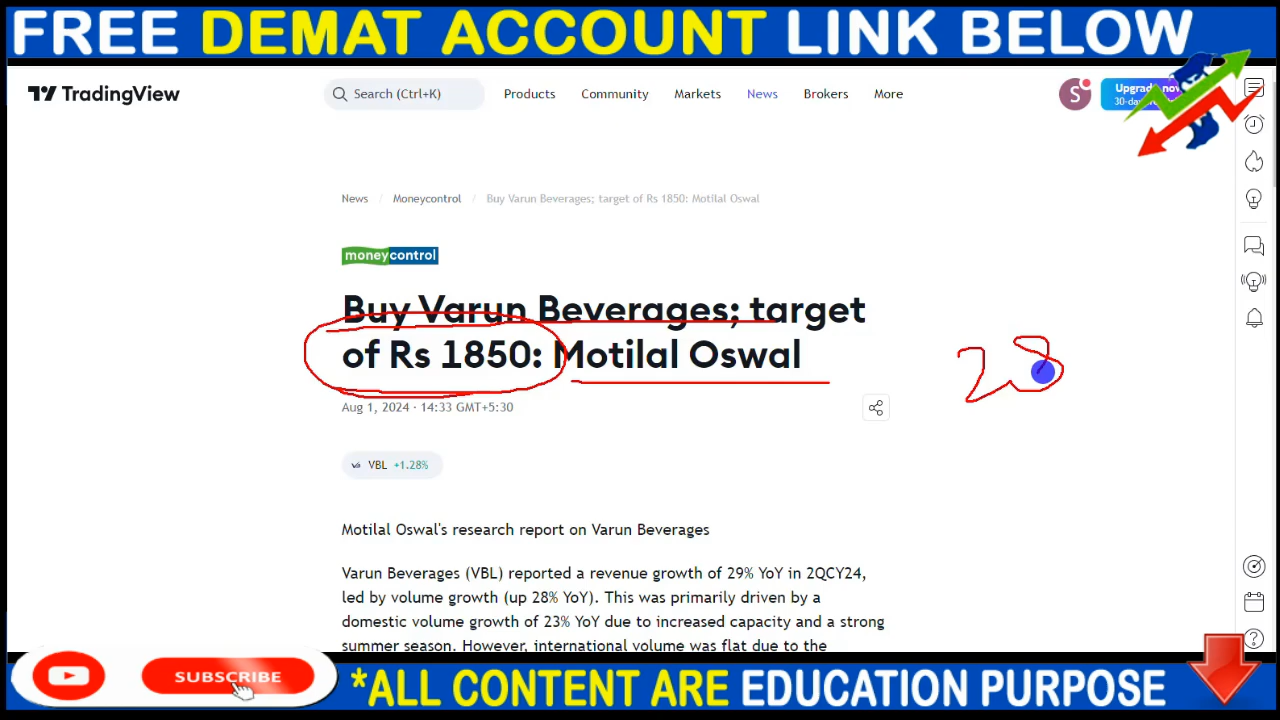 FREE DEMAT ACCOUNT LINK BELOW
TradingView
Search (Ctrl+K)
Products Community Markets News Brokers More
S
Upgrade now
30-day
News / Moneycontrol / Buy Varun Beverages; target of Rs 1850: Motilal Oswal
moneycontrol
Buy Varun Beverages; target
of Rs 1850: Motilal Oswal
28
Aug 1, 2024 · 14:33 GMT+5:30
VBL +1.28%
Motilal Oswal's research report on Varun Beverages
Varun Beverages (VBL) reported a revenue growth of 29% YoY in 2QCY24,
led by volume growth (up 28% YoY). This was primarily driven by a
domestic volume growth of 23% YoY due to increased capacity and a strong
summer season. However, international volume was flat due to the
SUBSCRIBE
*ALL CONTENT ARE EDUCATION PURPOSE